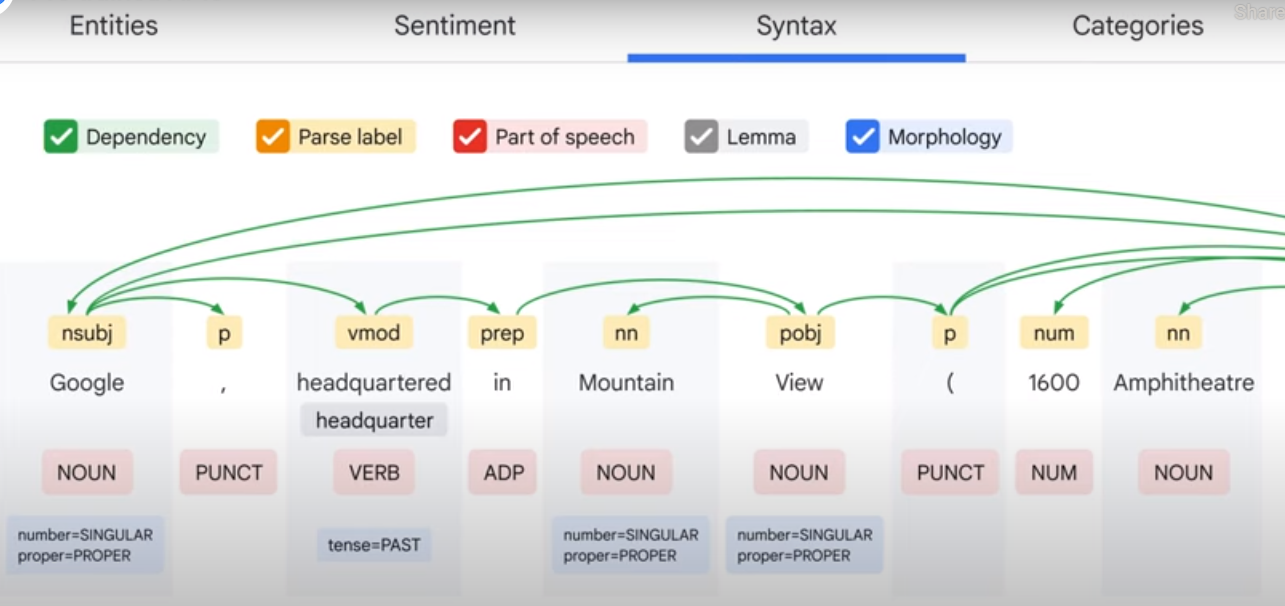 Share
Entities Sentiment Syntax Categories
Dependency Parse label Part of speech Lemma Morphology
nsubj p vmod prep nn pobj p num nn
Google , headquartered in Mountain View ( 1600 Amphitheatre
headquarter
NOUN PUNCT VERB ADP NOUN NOUN PUNCT NUM NOUN
number=SINGULAR tense=PAST number=SINGULAR number=SINGULAR
proper=PROPER proper=PROPER proper=PROPER